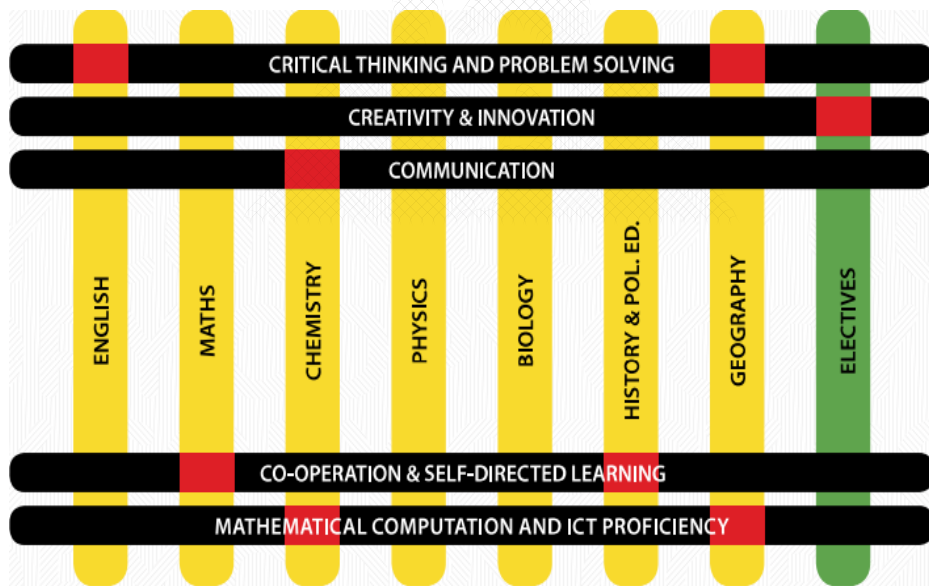 CRITICAL THINKING AND PROBLEM SOLVING
CREATIVITY & INNOVATION
COMMUNICATION
ENGLISH
MATHS
CHEMISTRY
PHYSICS
BIOLOGY
HISTORY & POL. ED.
GEOGRAPHY
ELECTIVES
CO-OPERATION & SELF-DIRECTED LEARNING
MATHEMATICAL COMPUTATION AND ICT PROFICIENCY